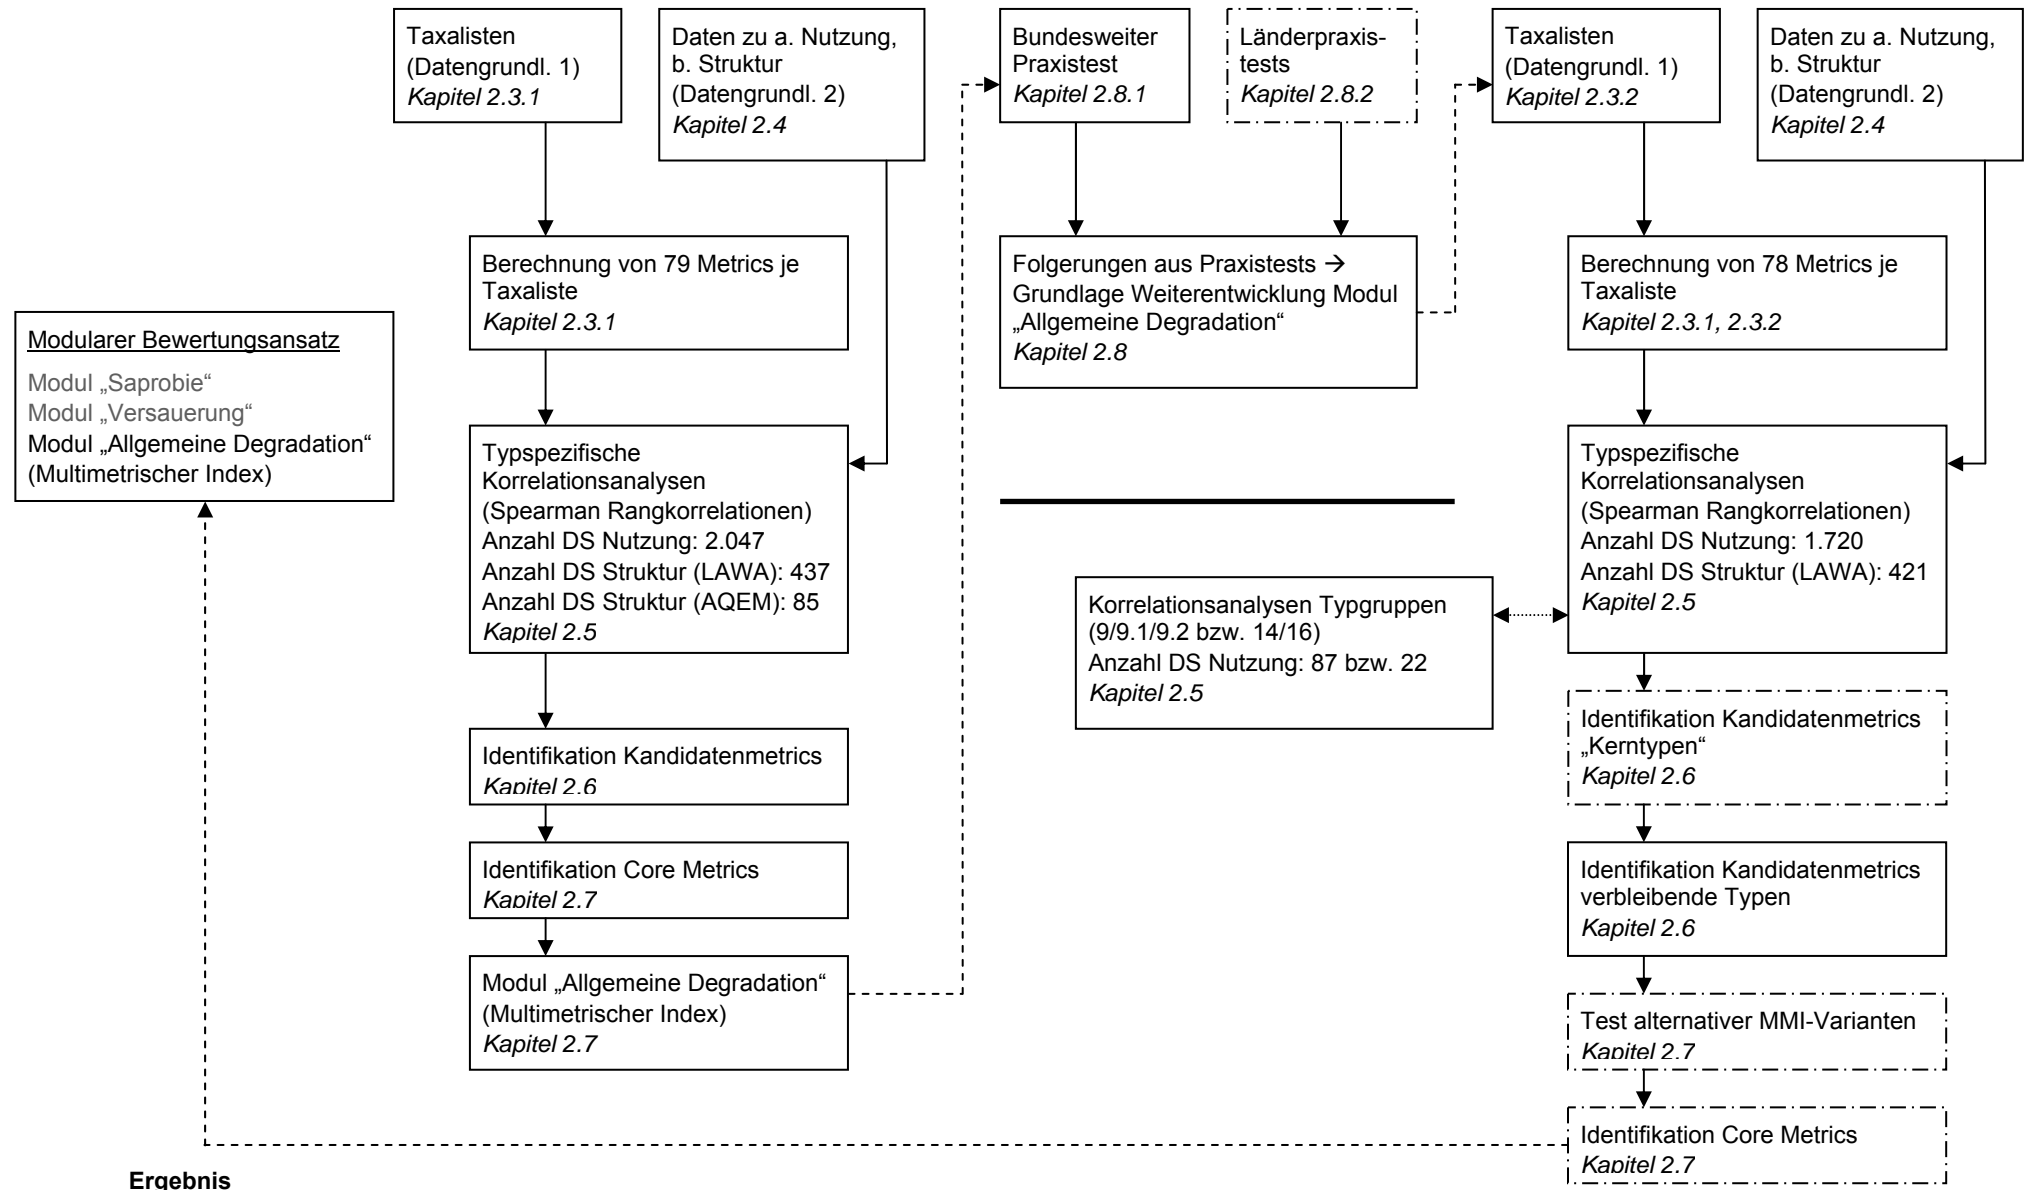 Taxalisten
(Datengrundl. 1)
Kapitel 2.3.1
Daten zu a. Nutzung,
b. Struktur
(Datengrundl. 2)
Kapitel 2.4
Bundesweiter
Praxistest
Kapitel 2.8.1
Länderpraxis-
tests
Kapitel 2.8.2
Taxalisten
(Datengrundl. 1)
Kapitel 2.3.2
Daten zu a. Nutzung,
b. Struktur
(Datengrundl. 2)
Kapitel 2.4
Modularer Bewertungsansatz
Modul „Saprobie“
Modul „Versauerung“
Modul „Allgemeine Degradation“
(Multimetrischer Index)
Berechnung von 79 Metrics je
Taxaliste
Kapitel 2.3.1
Typspezifische
Korrelationsanalysen
(Spearman Rangkorrelationen)
Anzahl DS Nutzung: 2.047
Anzahl DS Struktur (LAWA): 437
Anzahl DS Struktur (AQEM): 85
Kapitel 2.5
Identifikation Kandidatenmetrics
Kapitel 2.6
Identifikation Core Metrics
Kapitel 2.7
Modul „Allgemeine Degradation“
(Multimetrischer Index)
Kapitel 2.7
Folgerungen aus Praxistests →
Grundlage Weiterentwicklung Modul
„Allgemeine Degradation“
Kapitel 2.8
Korrelationsanalysen Typgruppen
(9/9.1/9.2 bzw. 14/16)
Anzahl DS Nutzung: 87 bzw. 22
Kapitel 2.5
Berechnung von 78 Metrics je
Taxaliste
Kapitel 2.3.1, 2.3.2
Typspezifische
Korrelationsanalysen
(Spearman Rangkorrelationen)
Anzahl DS Nutzung: 1.720
Anzahl DS Struktur (LAWA): 421
Kapitel 2.5
Identifikation Kandidatenmetrics
„Kerntypen“
Kapitel 2.6
Identifikation Kandidatenmetrics
verbleibende Typen
Kapitel 2.6
Test alternativer MMI-Varianten
Kapitel 2.7
Identifikation Core Metrics
Kapitel 2.7
Ergebnis